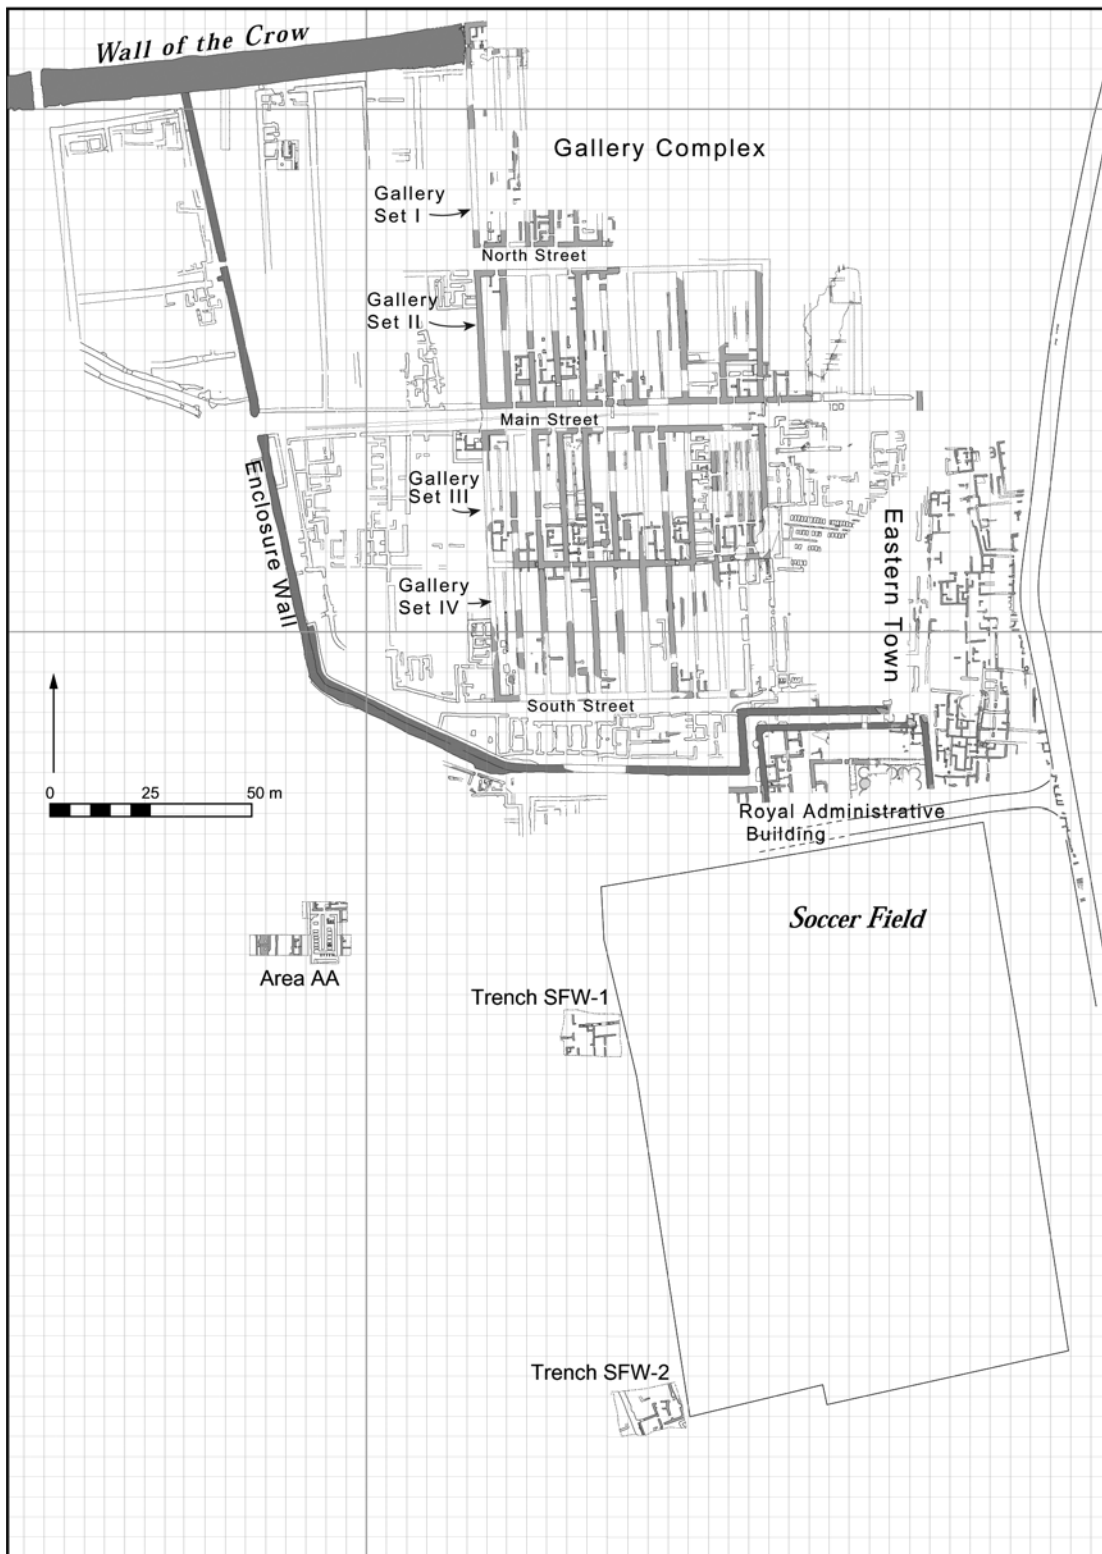 Wall of the Crow
Gallery Complex
Gallery
Set I
North Street
Gallery
Set II
Main Street
Gallery
Set III
Enclosure Wall
Eastern Town
Gallery
Set IV
South Street
0 25 50 m
Royal Administrative
Building
Soccer Field
Area AA
Trench SFW-1
Trench SFW-2